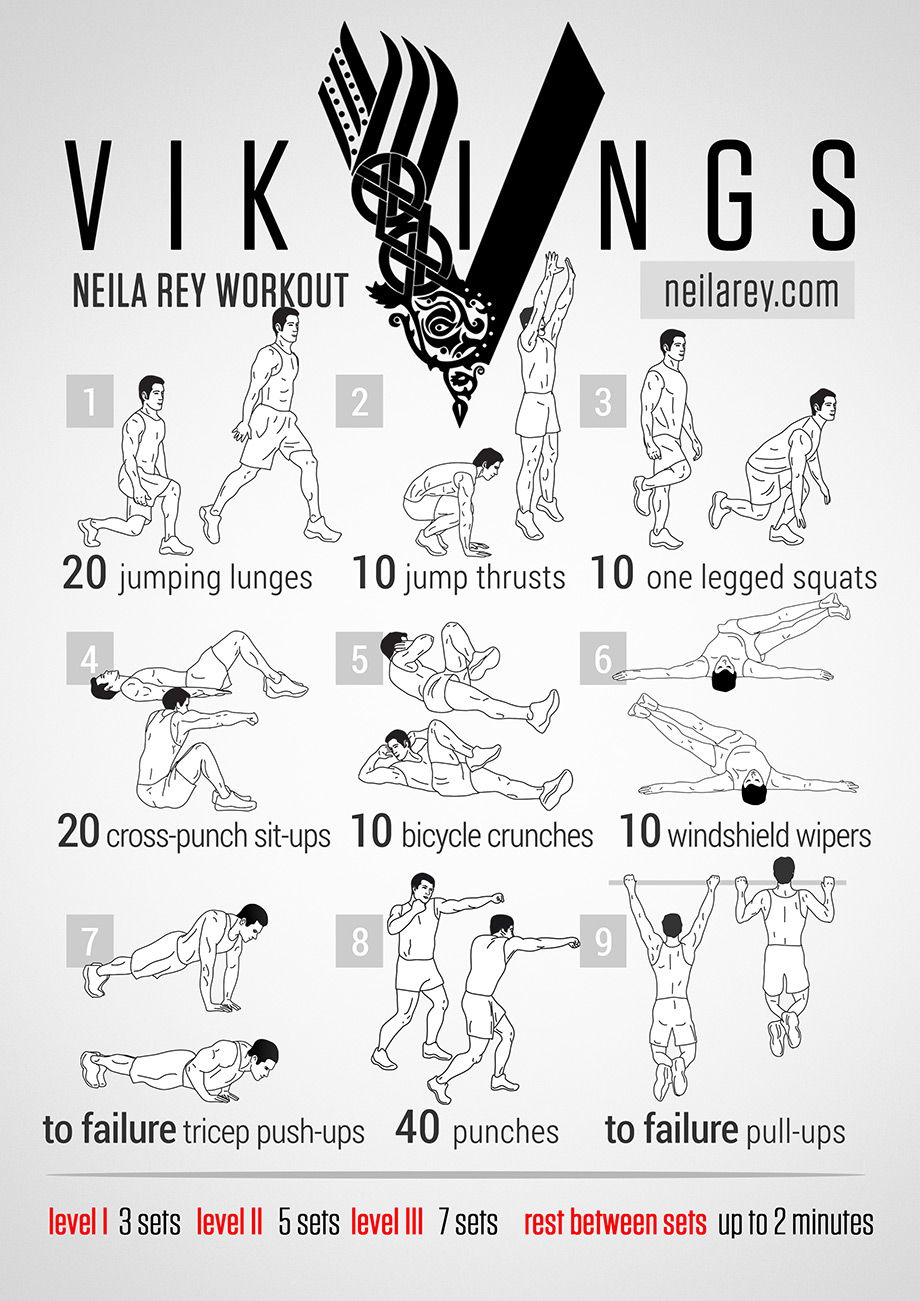 VIKINGS
NEILA REY WORKOUT
neilarey.com
1
2
3
20 jumping lunges
10 jump thrusts
10 one legged squats
4
5
6
20 cross-punch sit-ups
10 bicycle crunches
10 windshield wipers
7
8
9
to failure tricep push-ups
40 punches
to failure pull-ups
level I 3 sets level II 5 sets level III 7 sets rest between sets up to 2 minutes